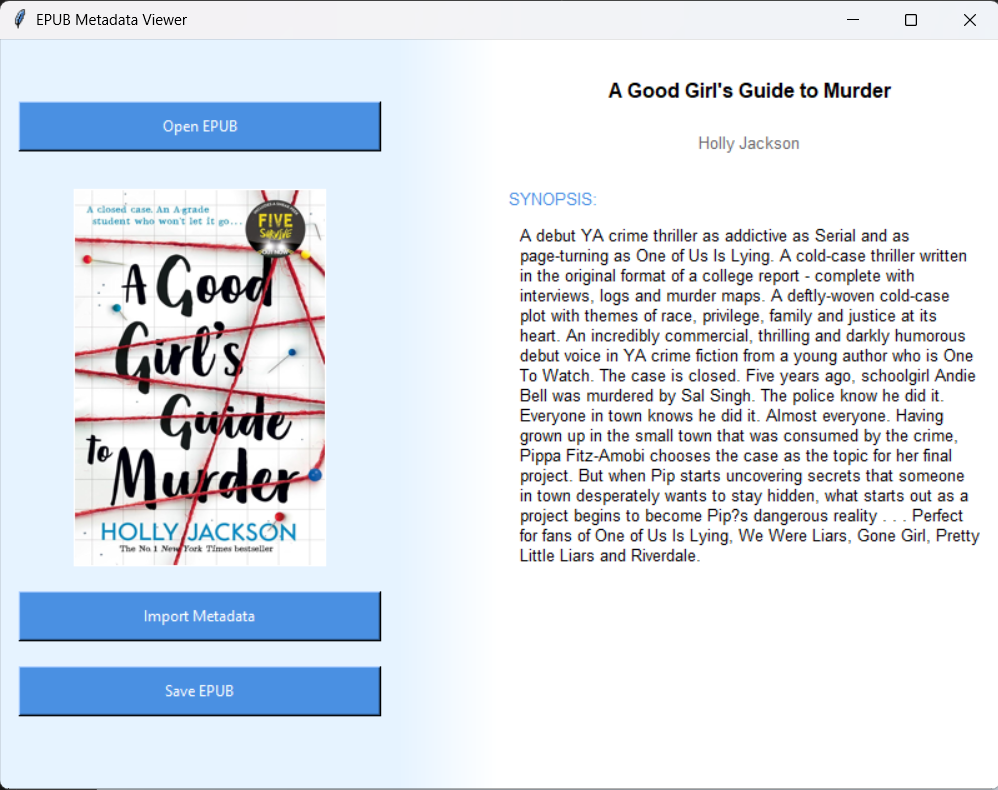 EPUB Metadata Viewer
Open EPUB
A closed case. An A grade
student who won't let it go...
FIVE
SURVIVE
A Good
Girl's
Guide
to
Murder
HOLLY JACKSON
The No.1 New York Times bestseller
Import Metadata
Save EPUB
A Good Girl's Guide to Murder
Holly Jackson
SYNOPSIS:
A debut YA crime thriller as addictive as Serial and as
page-turning as One of Us Is Lying. A cold-case thriller written
in the original format of a college report - complete with
interviews, logs and murder maps. A deftly-woven cold-case
plot with themes of race, privilege, family and justice at its
heart. An incredibly commercial, thrilling and darkly humorous
debut voice in YA crime fiction from a young author who is One
To Watch. The case is closed. Five years ago, schoolgirl Andie
Bell was murdered by Sal Singh. The police know he did it.
Everyone in town knows he did it. Almost everyone. Having
grown up in the small town that was consumed by the crime,
Pippa Fitz-Amobi chooses the case as the topic for her final
project. But when Pip starts uncovering secrets that someone
in town desperately wants to stay hidden, what starts out as a
project begins to become Pip?s dangerous reality . . . Perfect
for fans of One of Us Is Lying, We Were Liars, Gone Girl, Pretty
Little Liars and Riverdale.